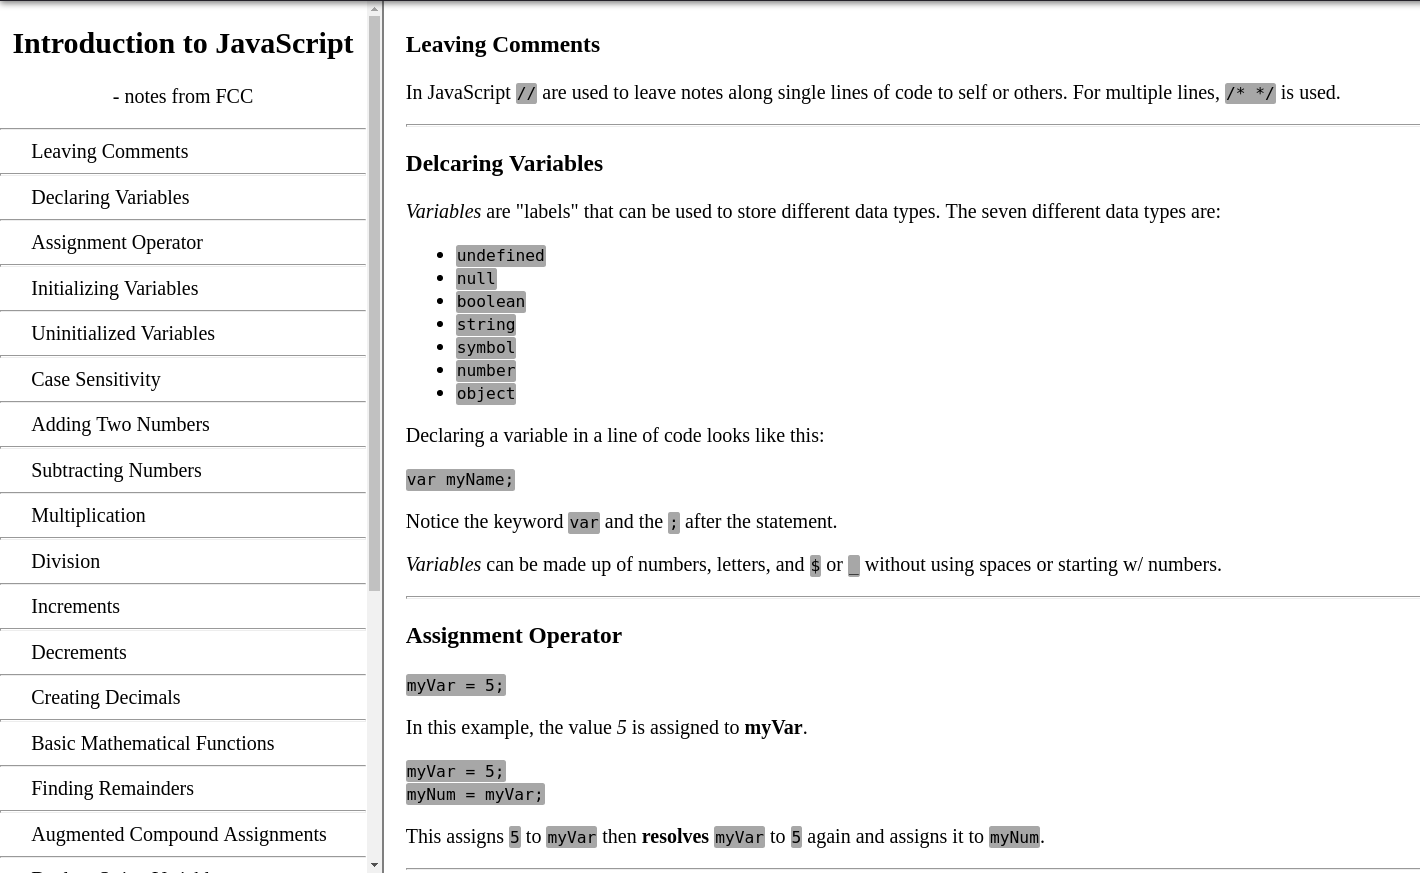 Introduction to JavaScript
- notes from FCC
Leaving Comments
Declaring Variables
Assignment Operator
Initializing Variables
Uninitialized Variables
Case Sensitivity
Adding Two Numbers
Subtracting Numbers
Multiplication
Division
Increments
Decrements
Creating Decimals
Basic Mathematical Functions
Finding Remainders
Augmented Compound Assignments
Leaving Comments
In JavaScript // are used to leave notes along single lines of code to self or others. For multiple lines, /* */ is used.
Delcaring Variables
Variables are "labels" that can be used to store different data types. The seven different data types are:
• undefined
• null
• boolean
• string
• symbol
• number
• object
Declaring a variable in a line of code looks like this:
var myName;
Notice the keyword var and the ; after the statement.
Variables can be made up of numbers, letters, and $ or _ without using spaces or starting w/ numbers.
Assignment Operator
myVar = 5;
In this example, the value 5 is assigned to myVar.
myVar = 5;
myNum = myVar;
This assigns 5 to myVar then resolves myVar to 5 again and assigns it to myNum.